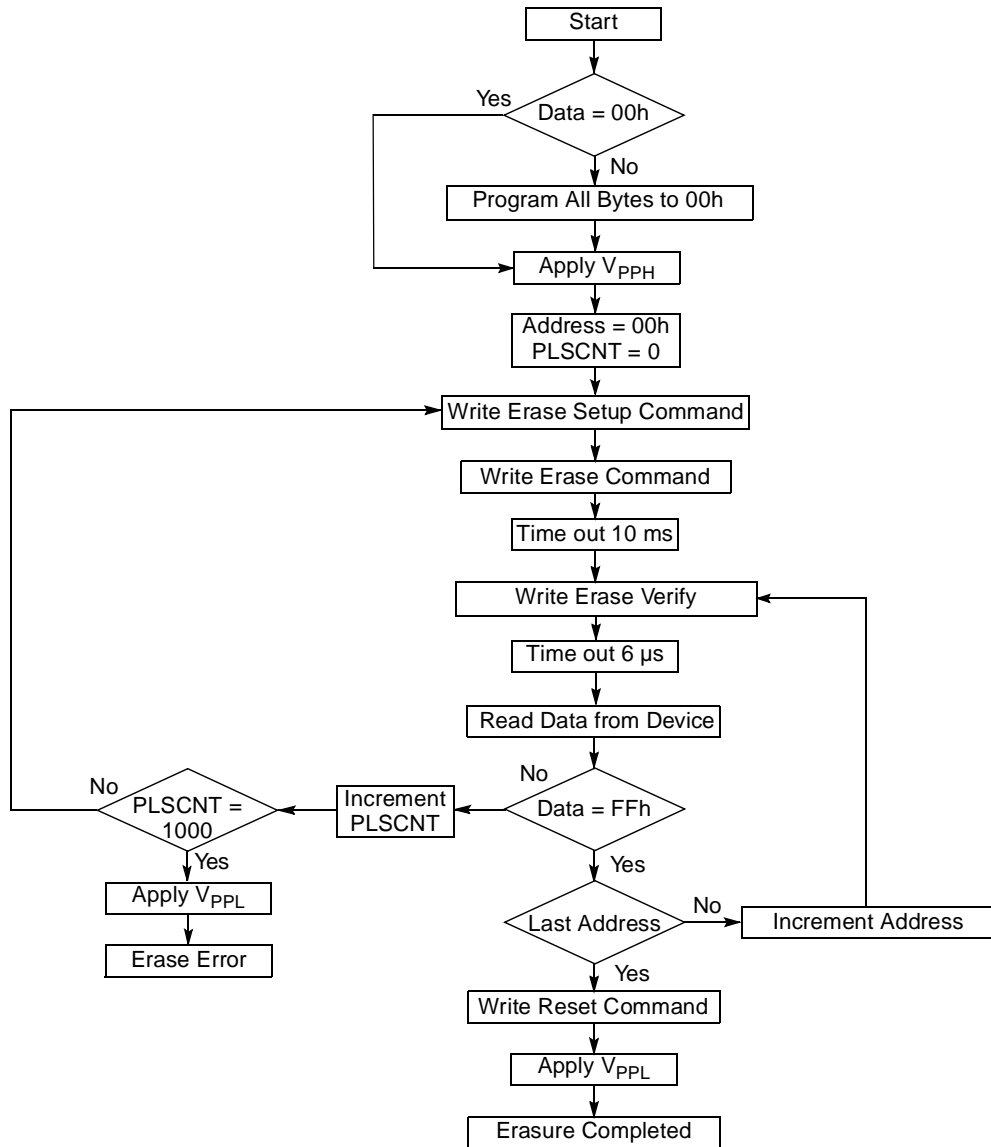 Start
Yes
Data = 00h
No
Program All Bytes to 00h
Apply VPPH
Address = 00h
PLSCNT = 0
Write Erase Setup Command
Write Erase Command
Time out 10 ms
Write Erase Verify
Time out 6 µs
Read Data from Device
No
Data = FFh
Increment
PLSCNT
No
PLSCNT =
1000
Yes
Apply VPPL
Erase Error
Yes
Last Address
No
Increment Address
Yes
Write Reset Command
Apply VPPL
Erasure Completed